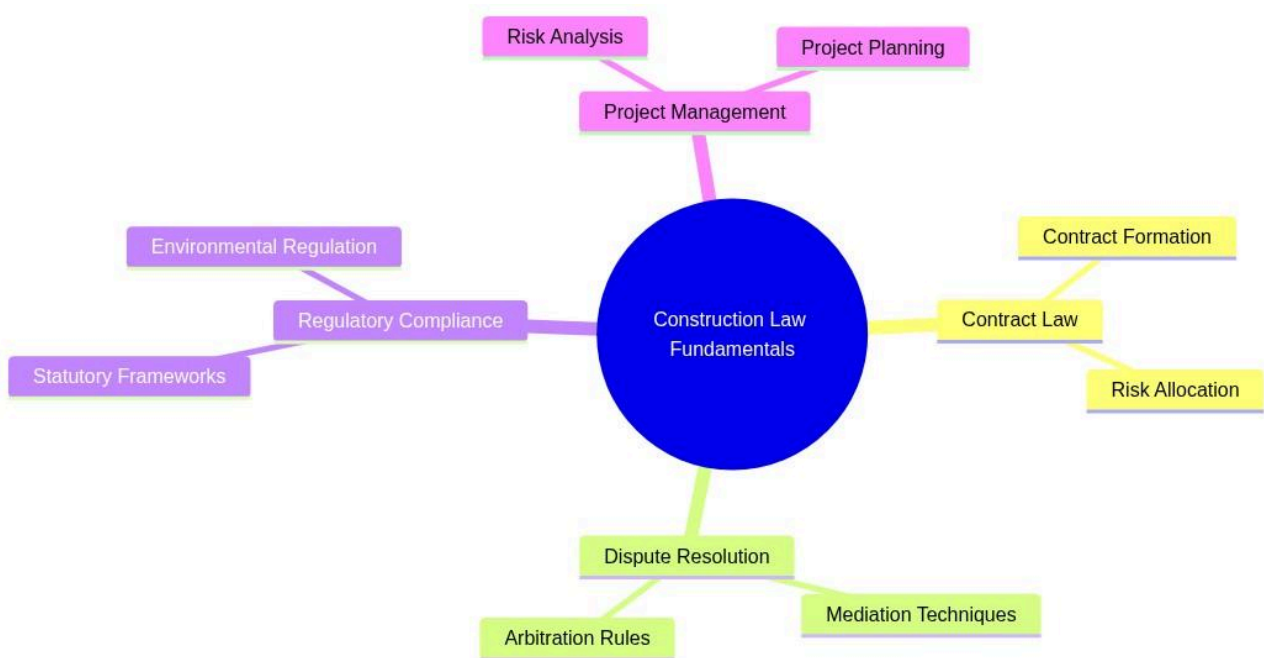 Risk Analysis
Project Planning
Project Management
Environmental Regulation
Contract Formation
Regulatory Compliance
Construction Law
Fundamentals
Contract Law
Statutory Frameworks
Risk Allocation
Dispute Resolution
Mediation Techniques
Arbitration Rules